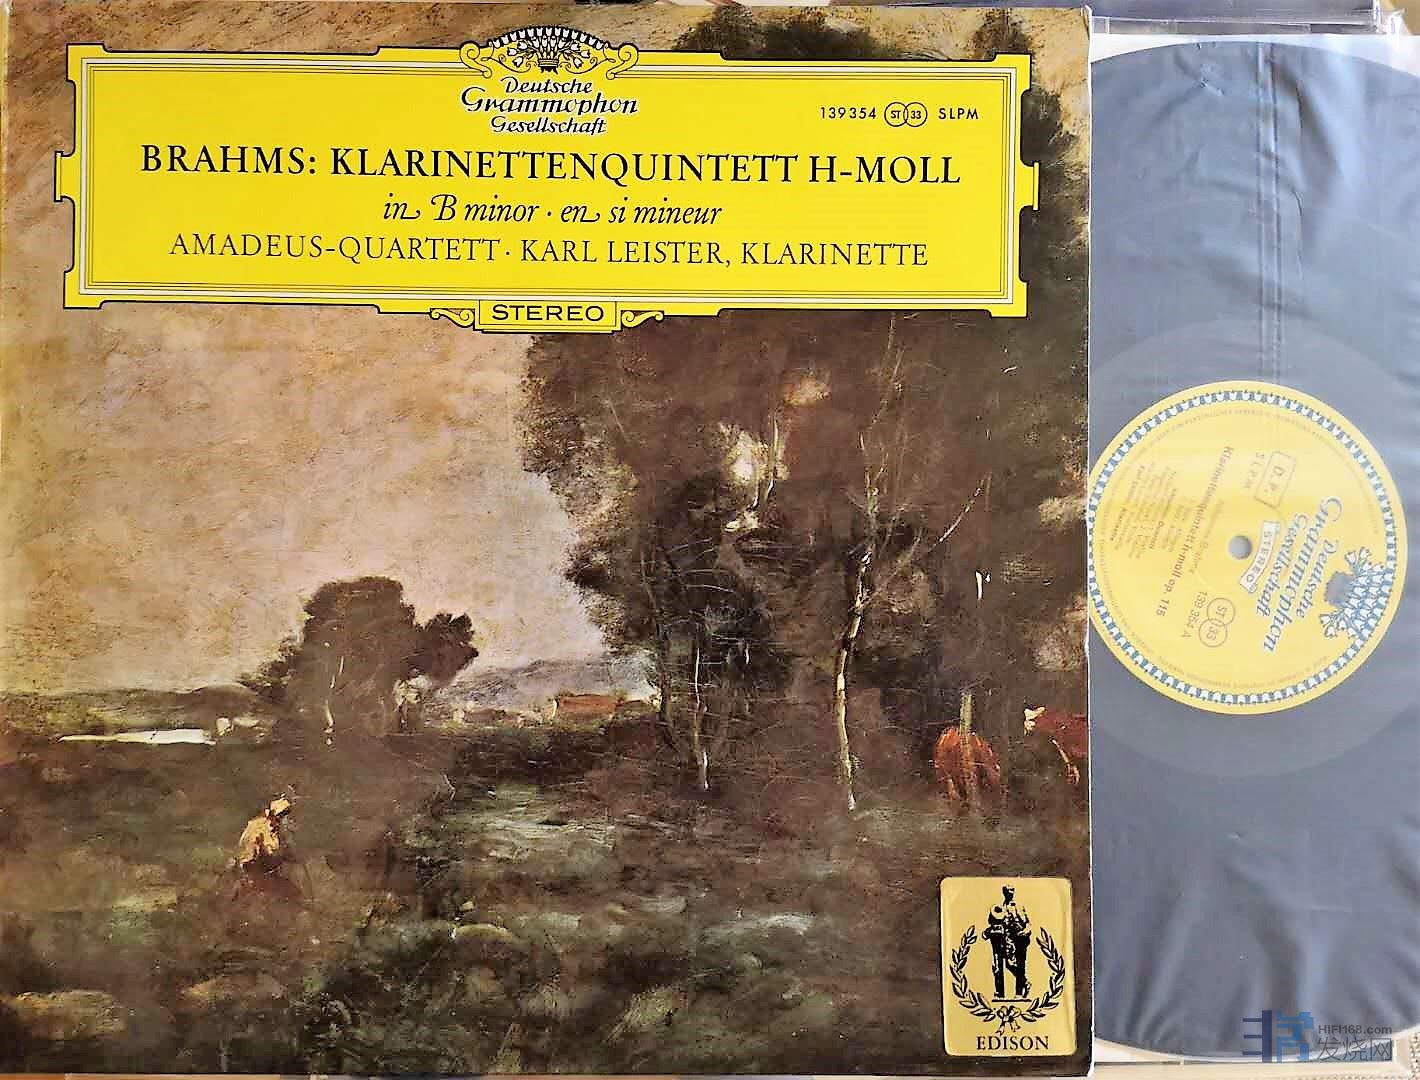 Deutsche
Grammophon
Gesellschaft
139 354 ST 33 SLPM
BRAHMS: KLARINETTENQUINTETT H-MOLL
in B minor · en si mineur
AMADEUS-QUARTETT · KARL LEISTER, KLARINETTE
STEREO
EDISON
Deutsche
Grammophon
Gesellschaft
STEREO
D.P.
SLPM
ST 33
139 354 A
Johannes Brahms
Klarinettenquintett h-moll op. 115
HIFI168.com
发烧网